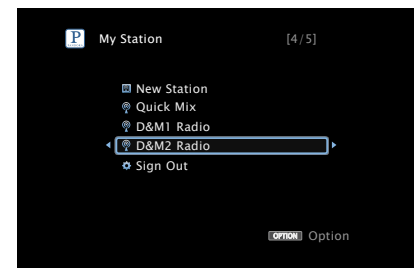 P
My Station [4/5]
New Station
Quick Mix
D&M1 Radio
D&M2 Radio
Sign Out
OPTION Option